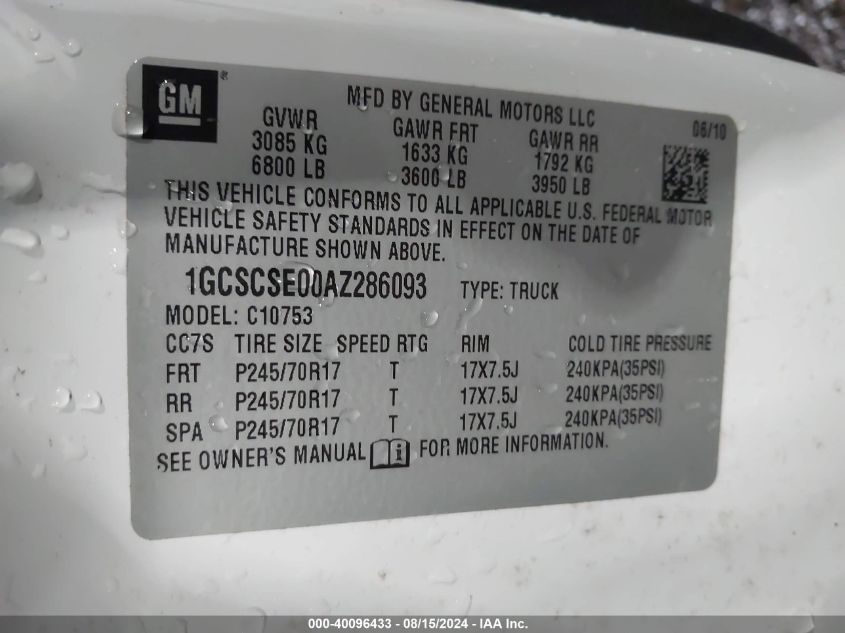 GM®
MFD BY GENERAL MOTORS LLC
06/10
GVWR GAWR FRT GAWR RR
3085 KG 1633 KG 1792 KG
6800 LB 3600 LB 3950 LB
THIS VEHICLE CONFORMS TO ALL APPLICABLE U.S. FEDERAL MOTOR
VEHICLE SAFETY STANDARDS IN EFFECT ON THE DATE OF
MANUFACTURE SHOWN ABOVE.
1GCSCSE00AZ286093 TYPE: TRUCK
MODEL: C10753
CC7S TIRE SIZE SPEED RTG RIM COLD TIRE PRESSURE
FRT P245/70R17 T 17X7.5J 240KPA(35PSI)
RR P245/70R17 T 17X7.5J 240KPA(35PSI)
SPA P245/70R17 T 17X7.5J 240KPA(35PSI)
SEE OWNER'S MANUAL i FOR MORE INFORMATION.
000-40096433 - 08/15/2024 - IAA Inc.